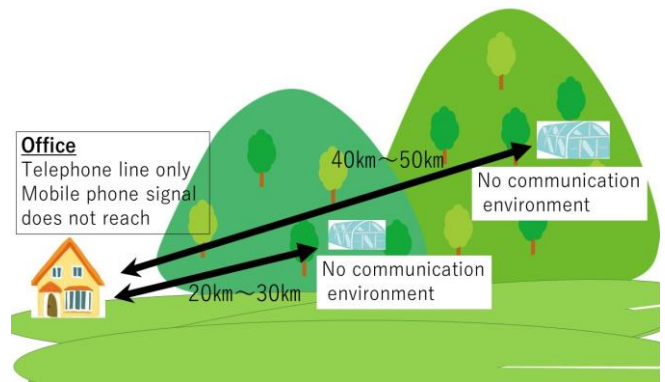 Office
Telephone line only
Mobile phone signal
does not reach
40km～50km
No communication
environment
20km～30km
No communication
environment